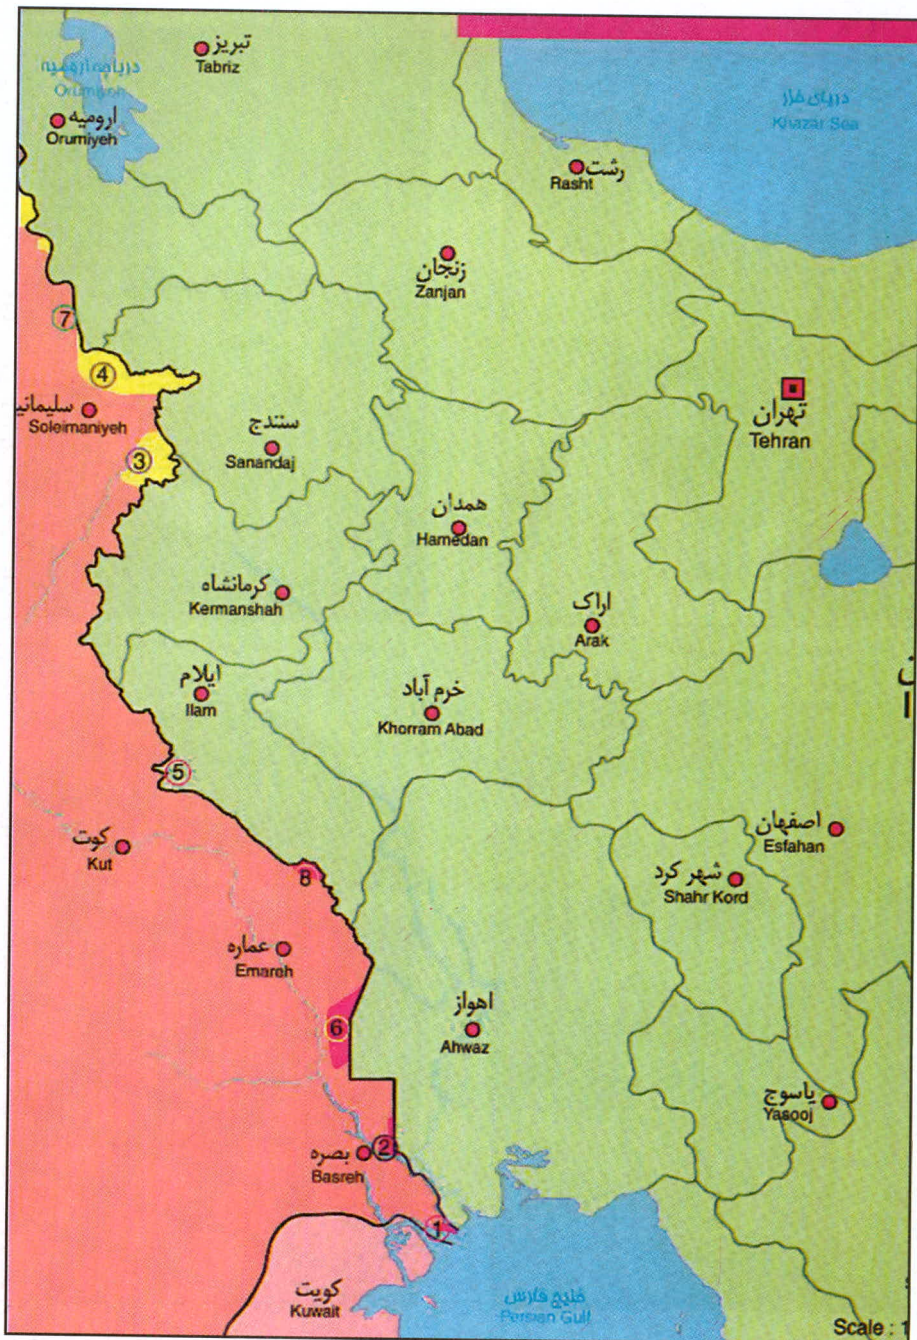 تبریز
Tabriz
دریاچه ارومیه
Orumiyeh
ارومیه
Orumiyeh
دریای خزر
Khazar Sea
رشت
Rasht
زنجان
Zanjan
7
4
سلیمانیه
Soleimaniyeh
تهران
Tehran
سنندج
Sanandaj
3
همدان
Hamedan
کرمانشاه
Kermanshah
اراک
Arak
ایلام
Ilam
خرم آباد
Khorram Abad
5
کوت
Kut
اصفهان
Esfahan
شهر کرد
Shahr Kord
8
عماره
Emareh
6
اهواز
Ahwaz
یاسوج
Yasooj
2
بصره
Basreh
1
کویت
Kuwait
خلیج فارس
Persian Gulf
Scale : 1